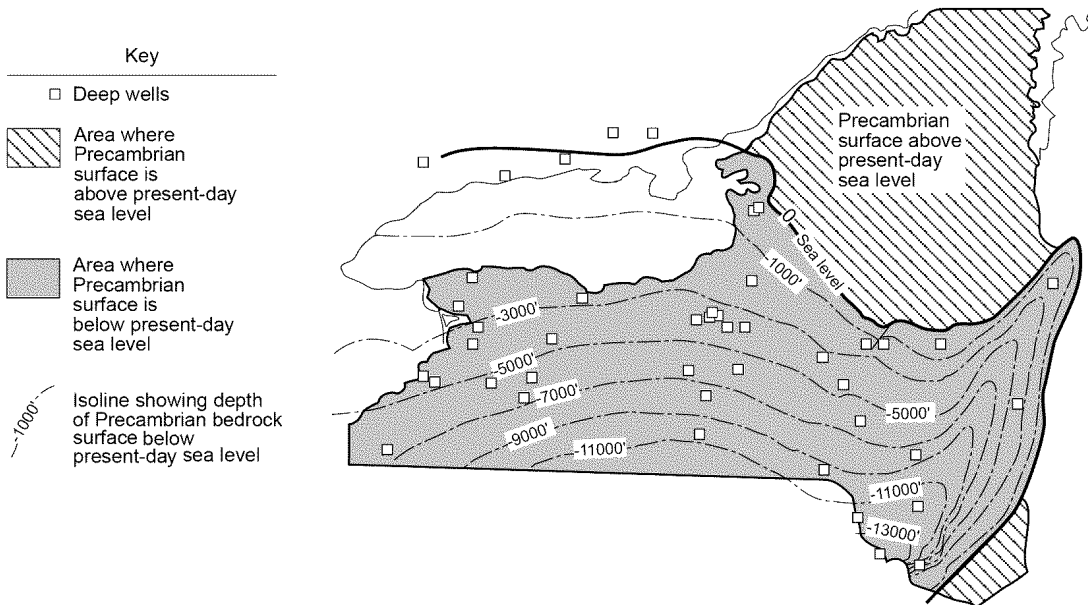 Key
Deep wells
Area where
Precambrian
surface is
above present-day
sea level
Area where
Precambrian
surface is
below present-day
sea level
-1000'
Isoline showing depth
of Precambrian bedrock
surface below
present-day sea level
Precambrian
surface above
present-day
sea level
0 – Sea level
-1000'
-3000'
-5000'
-7000'
-9000'
-11000'
-5000'
-11000'
-13000'